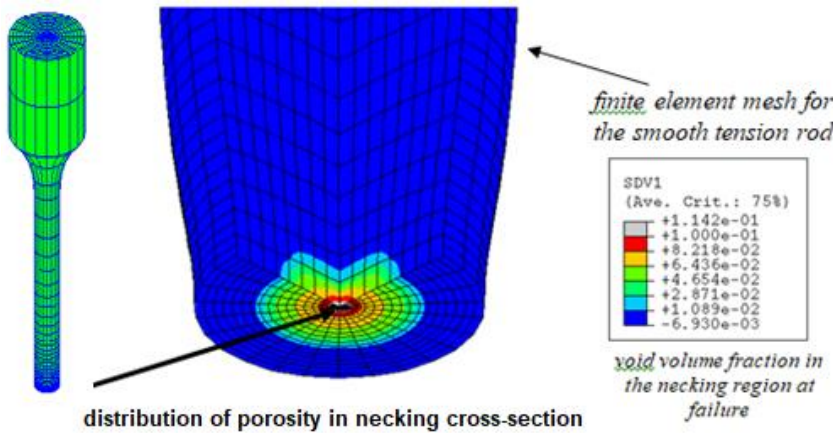 finite element mesh for
the smooth tension rod
SDV1
(Ave. Crit.: 75%)
+1.142e-01
+1.000e-01
+8.218e-02
+6.436e-02
+4.654e-02
+2.871e-02
+1.089e-02
-6.930e-03
void volume fraction in
the necking region at
failure
distribution of porosity in necking cross-section